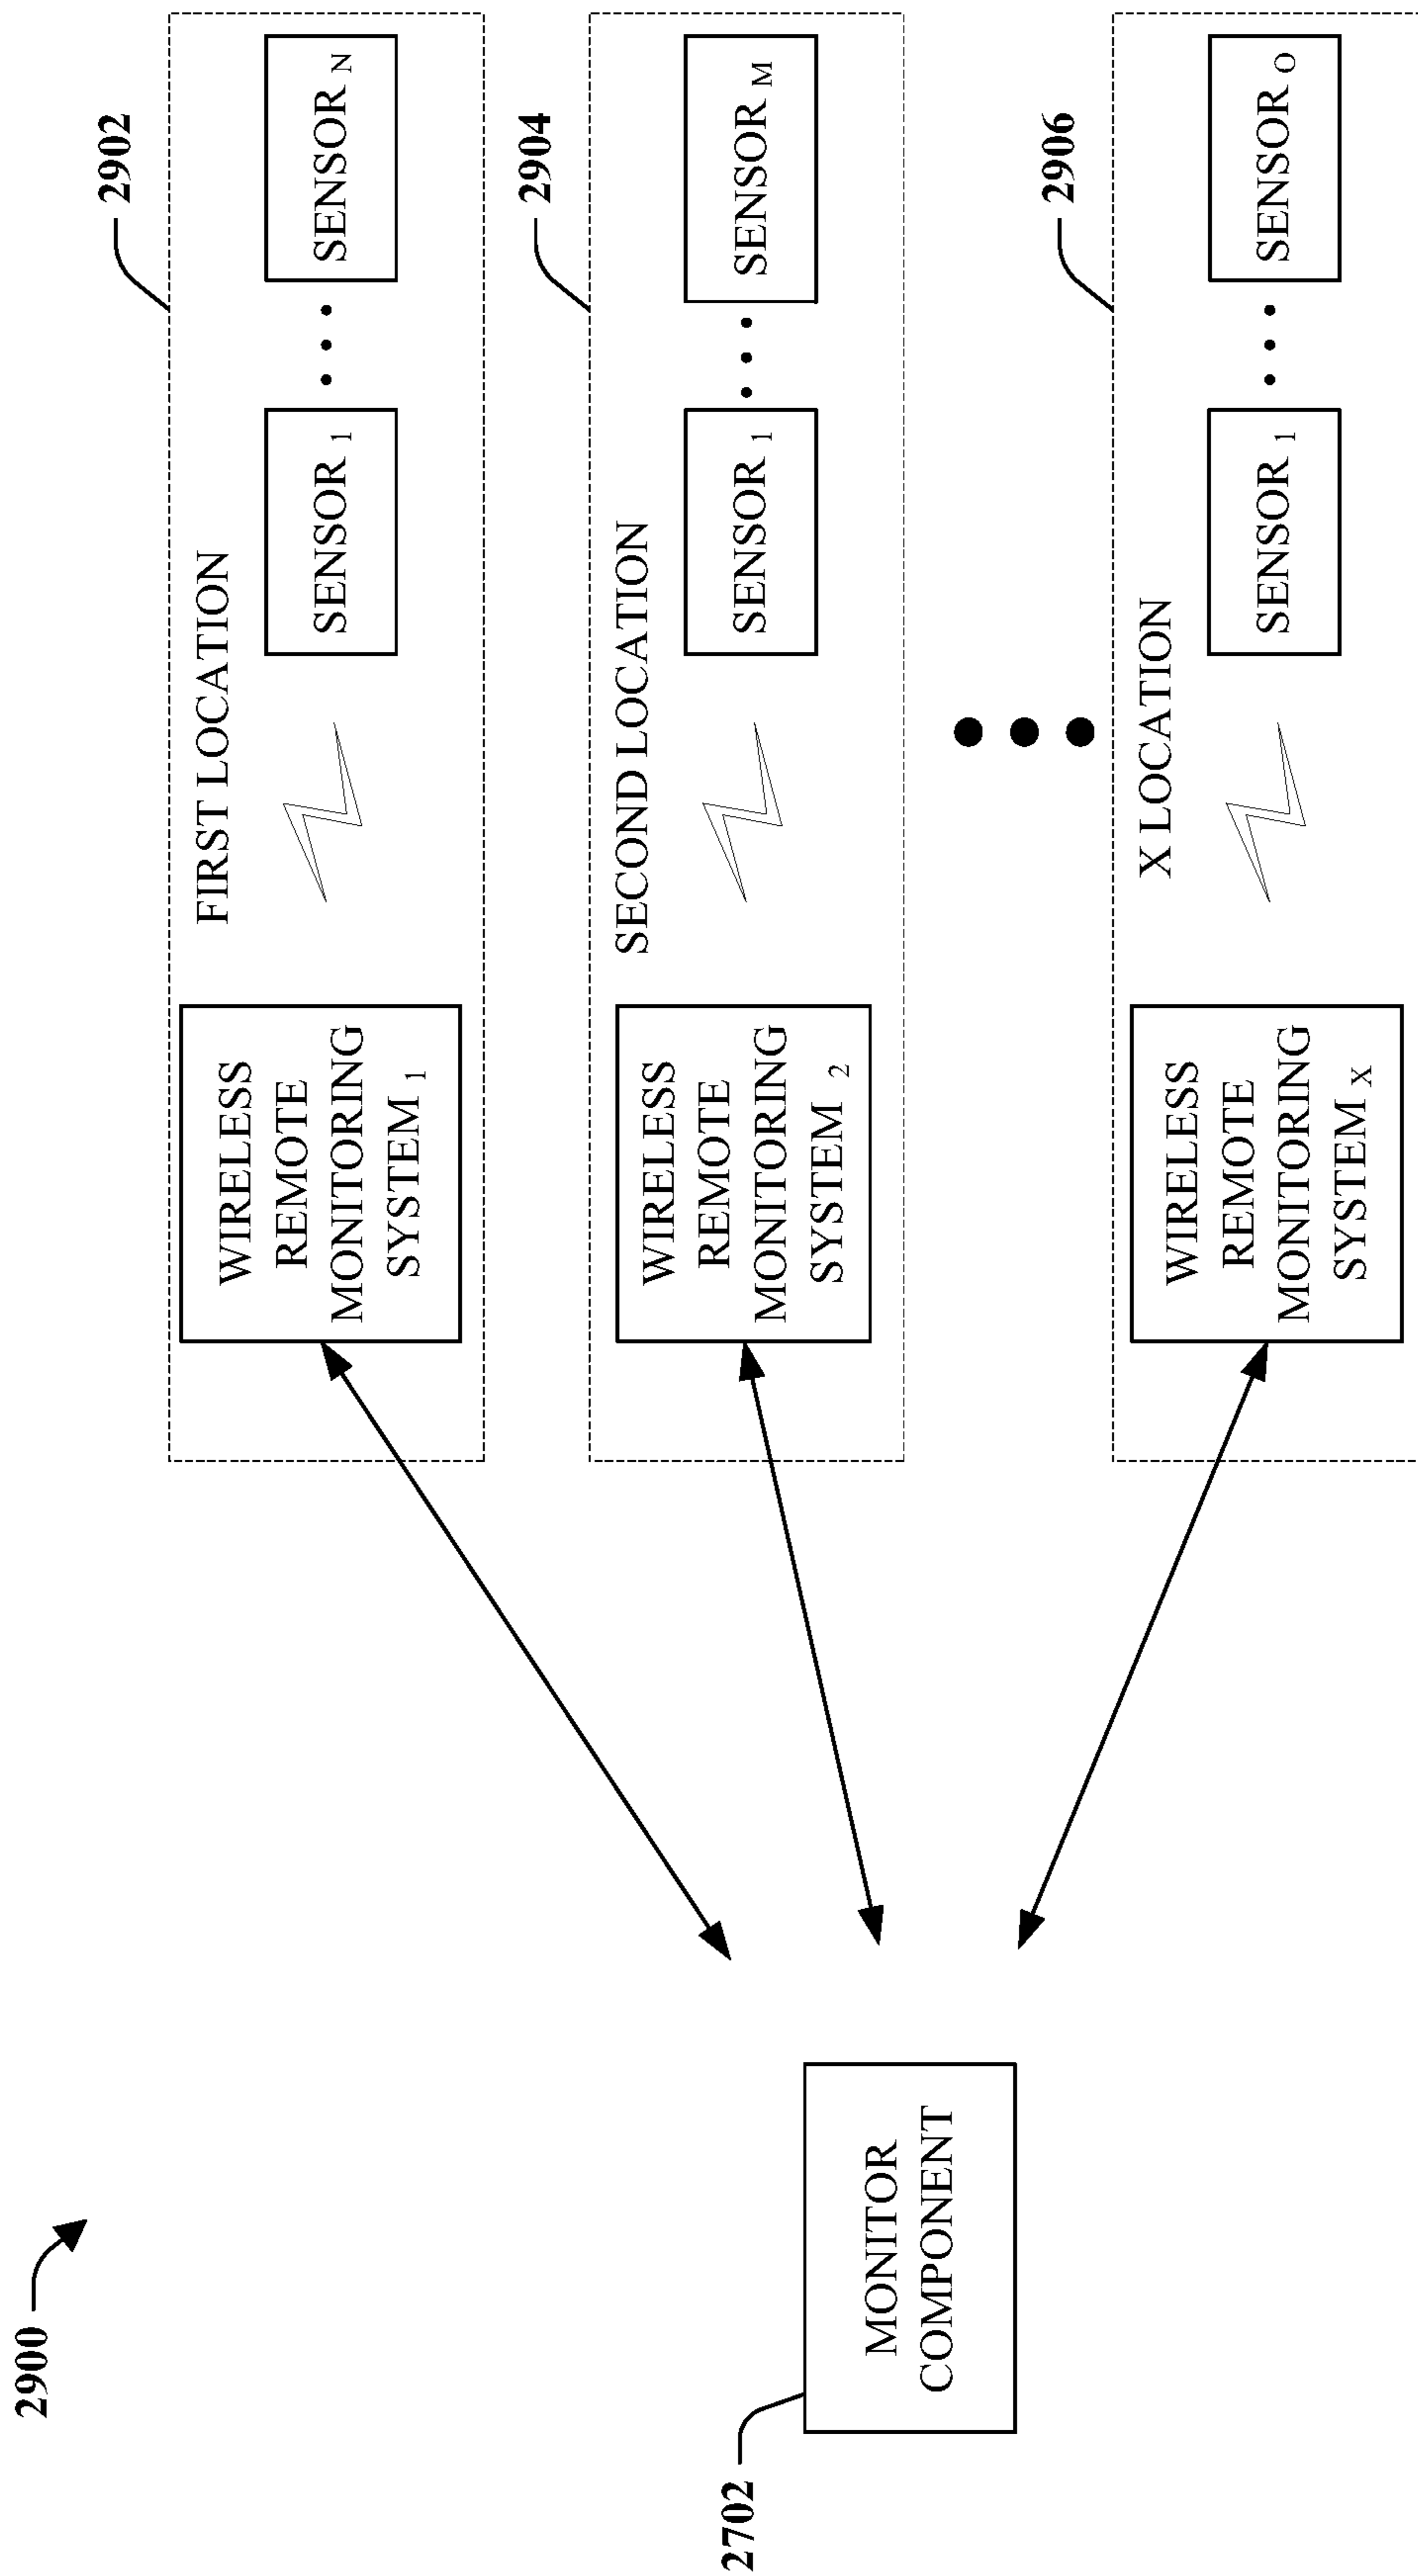 2900
2902
FIRST LOCATION
WIRELESS
REMOTE
MONITORING
SYSTEM 1
SENSOR 1
SENSOR N
2904
SECOND LOCATION
WIRELESS
REMOTE
MONITORING
SYSTEM 2
SENSOR 1
SENSOR M
2702
MONITOR
COMPONENT
2906
X LOCATION
WIRELESS
REMOTE
MONITORING
SYSTEM X
SENSOR 1
SENSOR O